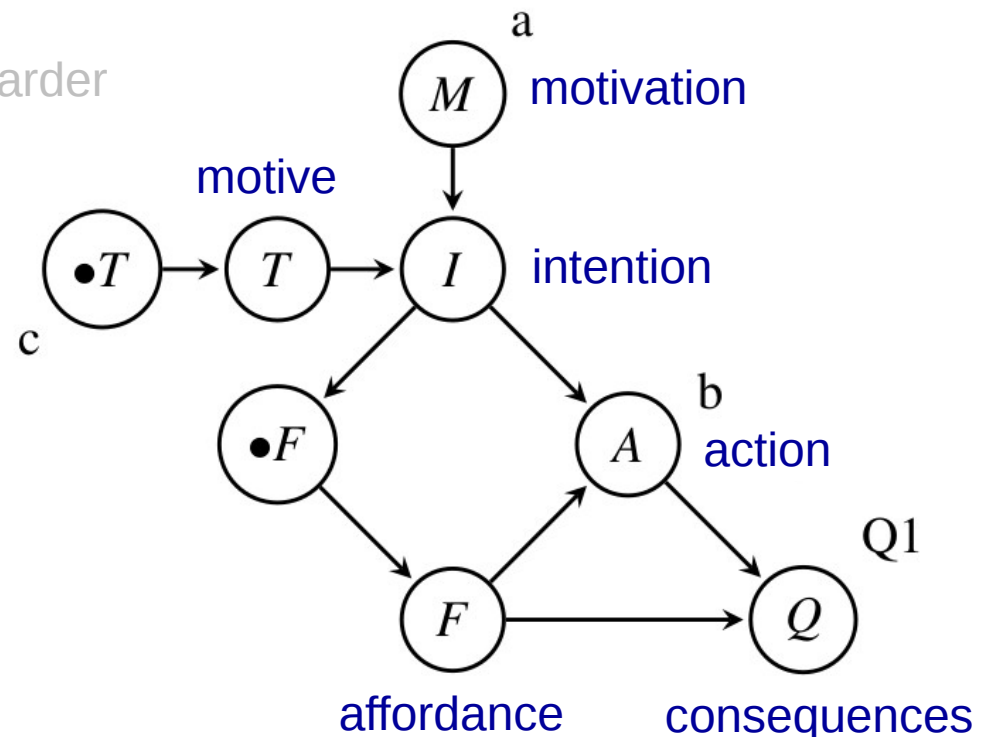 a
arder
M
motivation
motive
•T
T
I
intention
c
b
•F
A
action
Q1
F
Q
affordance
consequences